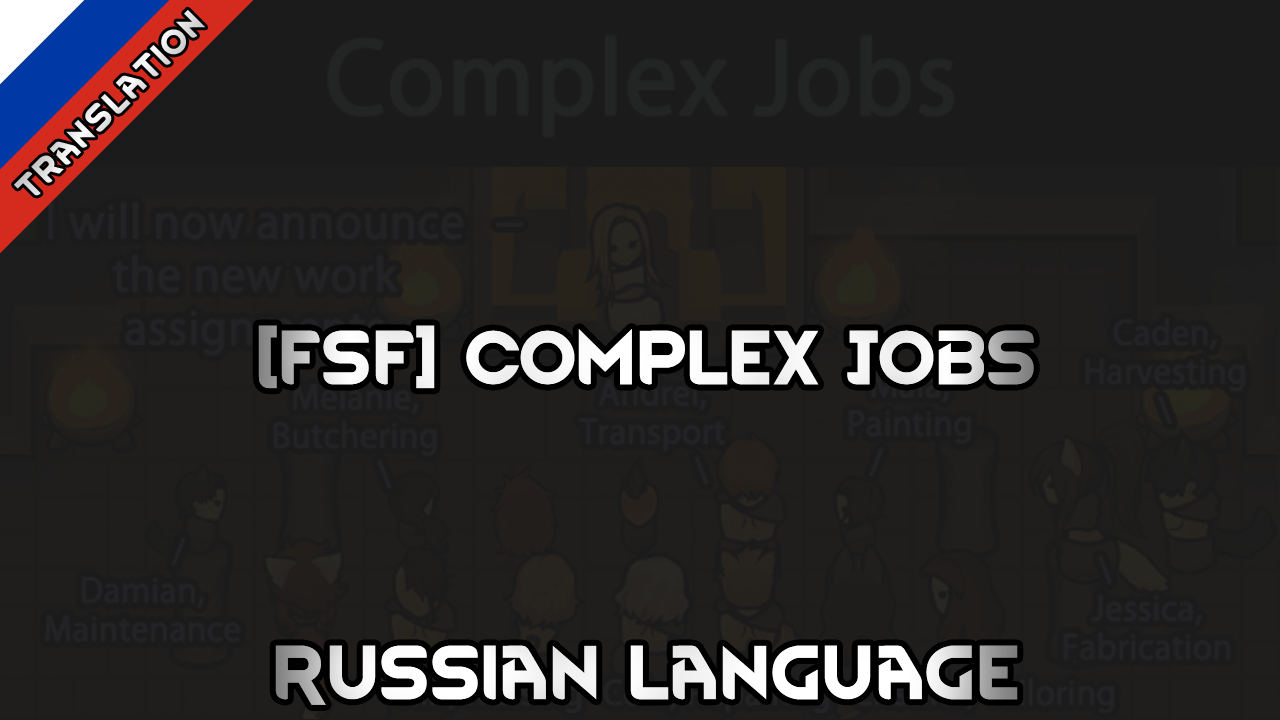 TRANSLATION
Complex Jobs
I will now announce
the new work
assignments
[FSF] COMPLEX JOBS
Caden,
Harvesting
Melanie,
Butchering
Andrei,
Transport
Painting
Damian,
Maintenance
Jessica,
Fabrication
RUSSIAN LANGUAGE